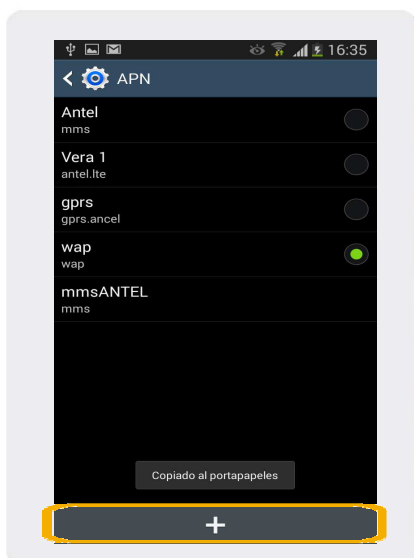 16:35
APN
Antel
mms
Vera 1
antel.lte
gprs
gprs.ancel
wap
wap
mmsANTEL
mms
Copiado al portapapeles
+